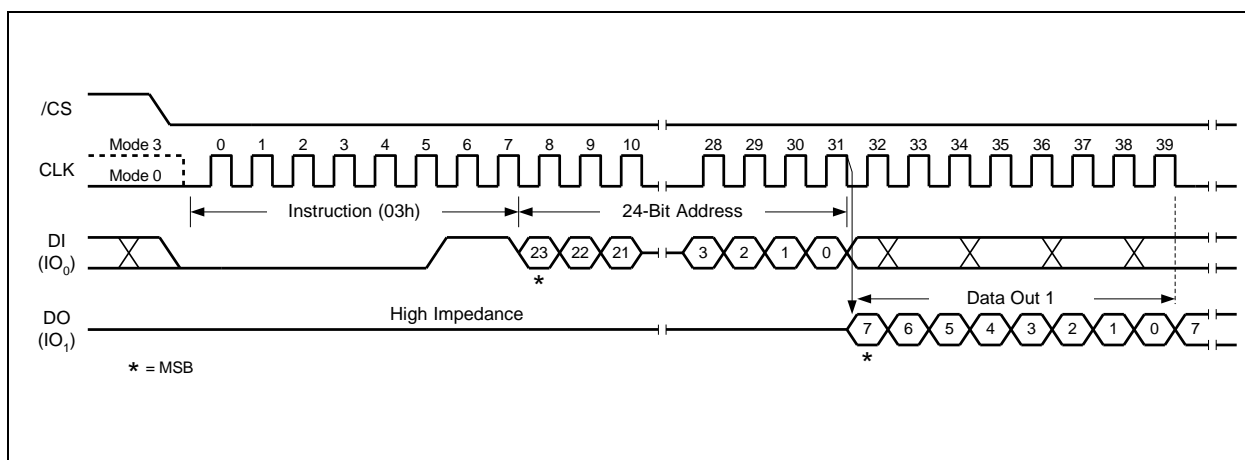 /CS
Mode 3
0 1 2 3 4 5 6 7 8 9 10 28 29 30 31 32 33 34 35 36 37 38 39
CLK
Mode 0
Instruction (03h) 24-Bit Address
DI
(IO0)
23 22 21 3 2 1 0
*
Data Out 1
DO
(IO1)
High Impedance
7 6 5 4 3 2 1 0 7
*
* = MSB